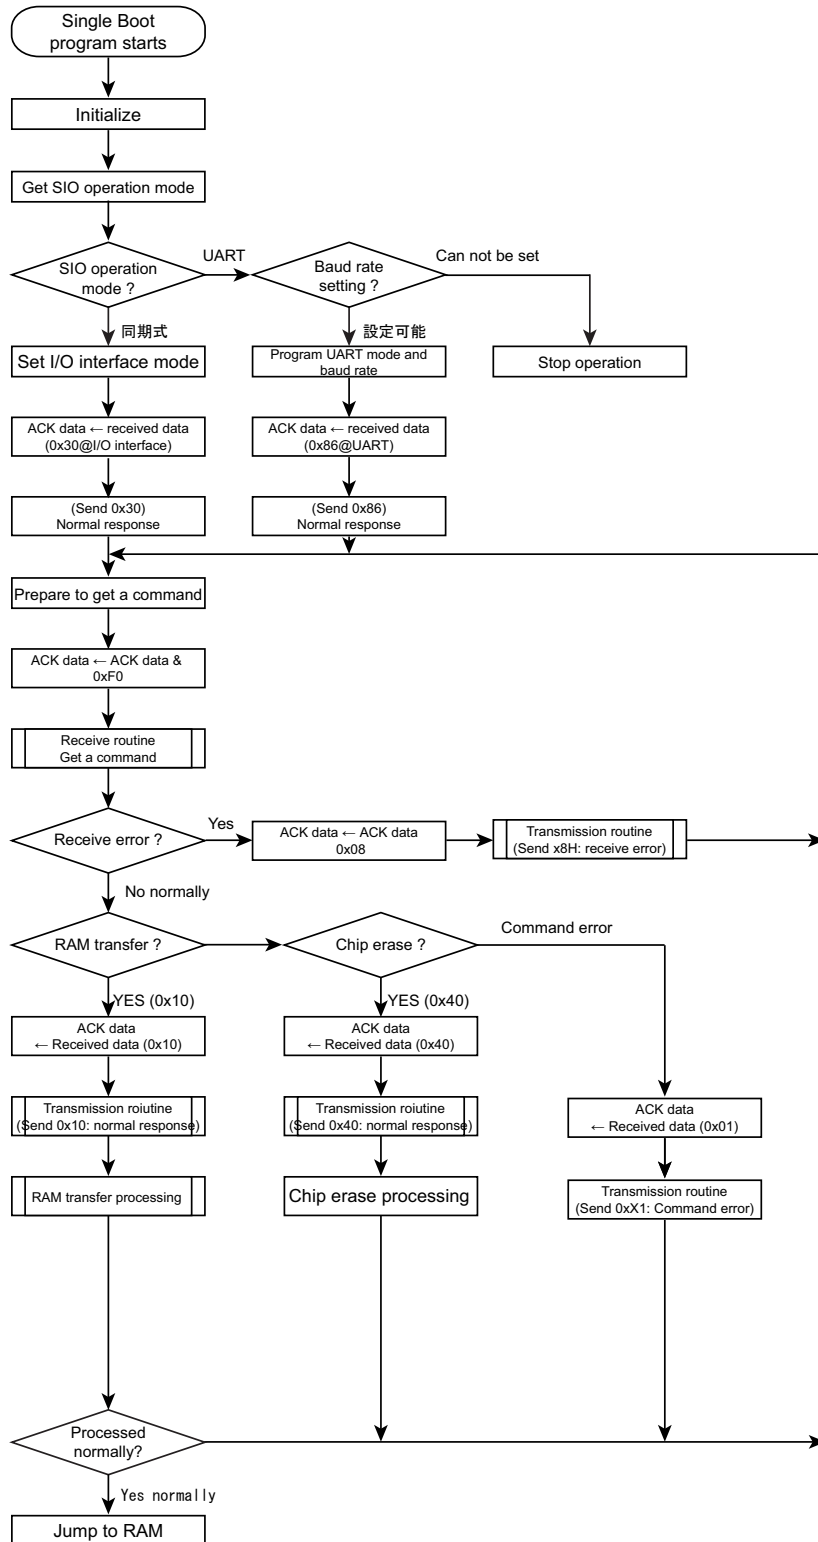 Single Boot
program starts
Initialize
Get SIO operation mode
SIO operation
mode ?
UART
Baud rate
setting ?
Can not be set
同期式
設定可能
Set I/O interface mode
Program UART mode and
baud rate
Stop operation
ACK data ← received data
(0x30@I/O interface)
ACK data ← received data
(0x86@UART)
(Send 0x30)
Normal response
(Send 0x86)
Normal response
Prepare to get a command
ACK data ← ACK data &
0xF0
Receive routine
Get a command
Receive error ?
Yes
ACK data ← ACK data
0x08
Transmission routine
(Send x8H: receive error)
No normally
RAM transfer ?
Chip erase ?
Command error
YES (0x10)
YES (0x40)
ACK data
← Received data (0x10)
ACK data
← Received data (0x40)
Transmission roiutine
(Send 0x10: normal response)
Transmission roiutine
(Send 0x40: normal response)
ACK data
← Received data (0x01)
RAM transfer processing
Chip erase processing
Transmission routine
(Send 0xX1: Command error)
Processed
normally?
Yes normally
Jump to RAM